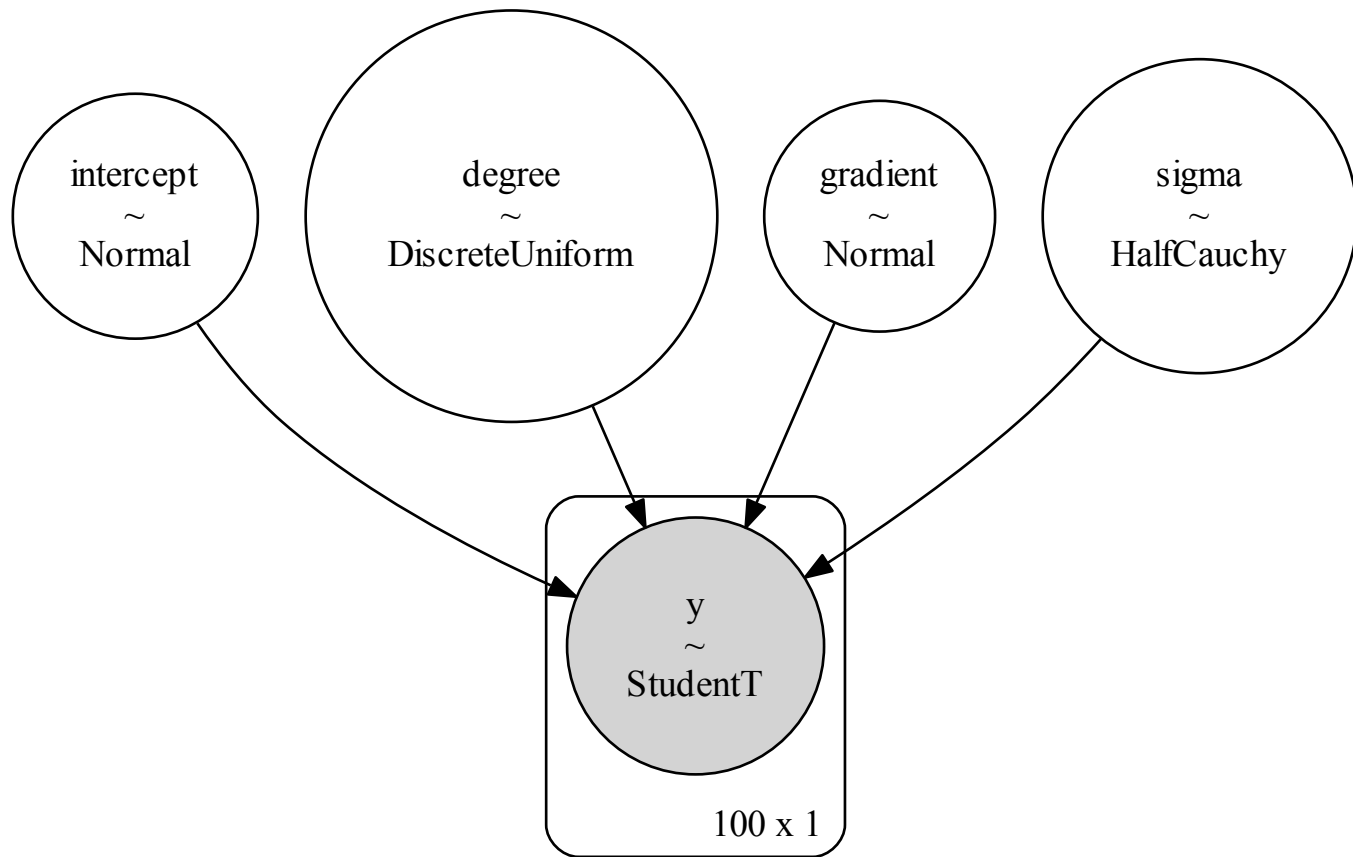 intercept
~
Normal
degree
~
DiscreteUniform
gradient
~
Normal
sigma
~
HalfCauchy
y
~
StudentT
100 x 1